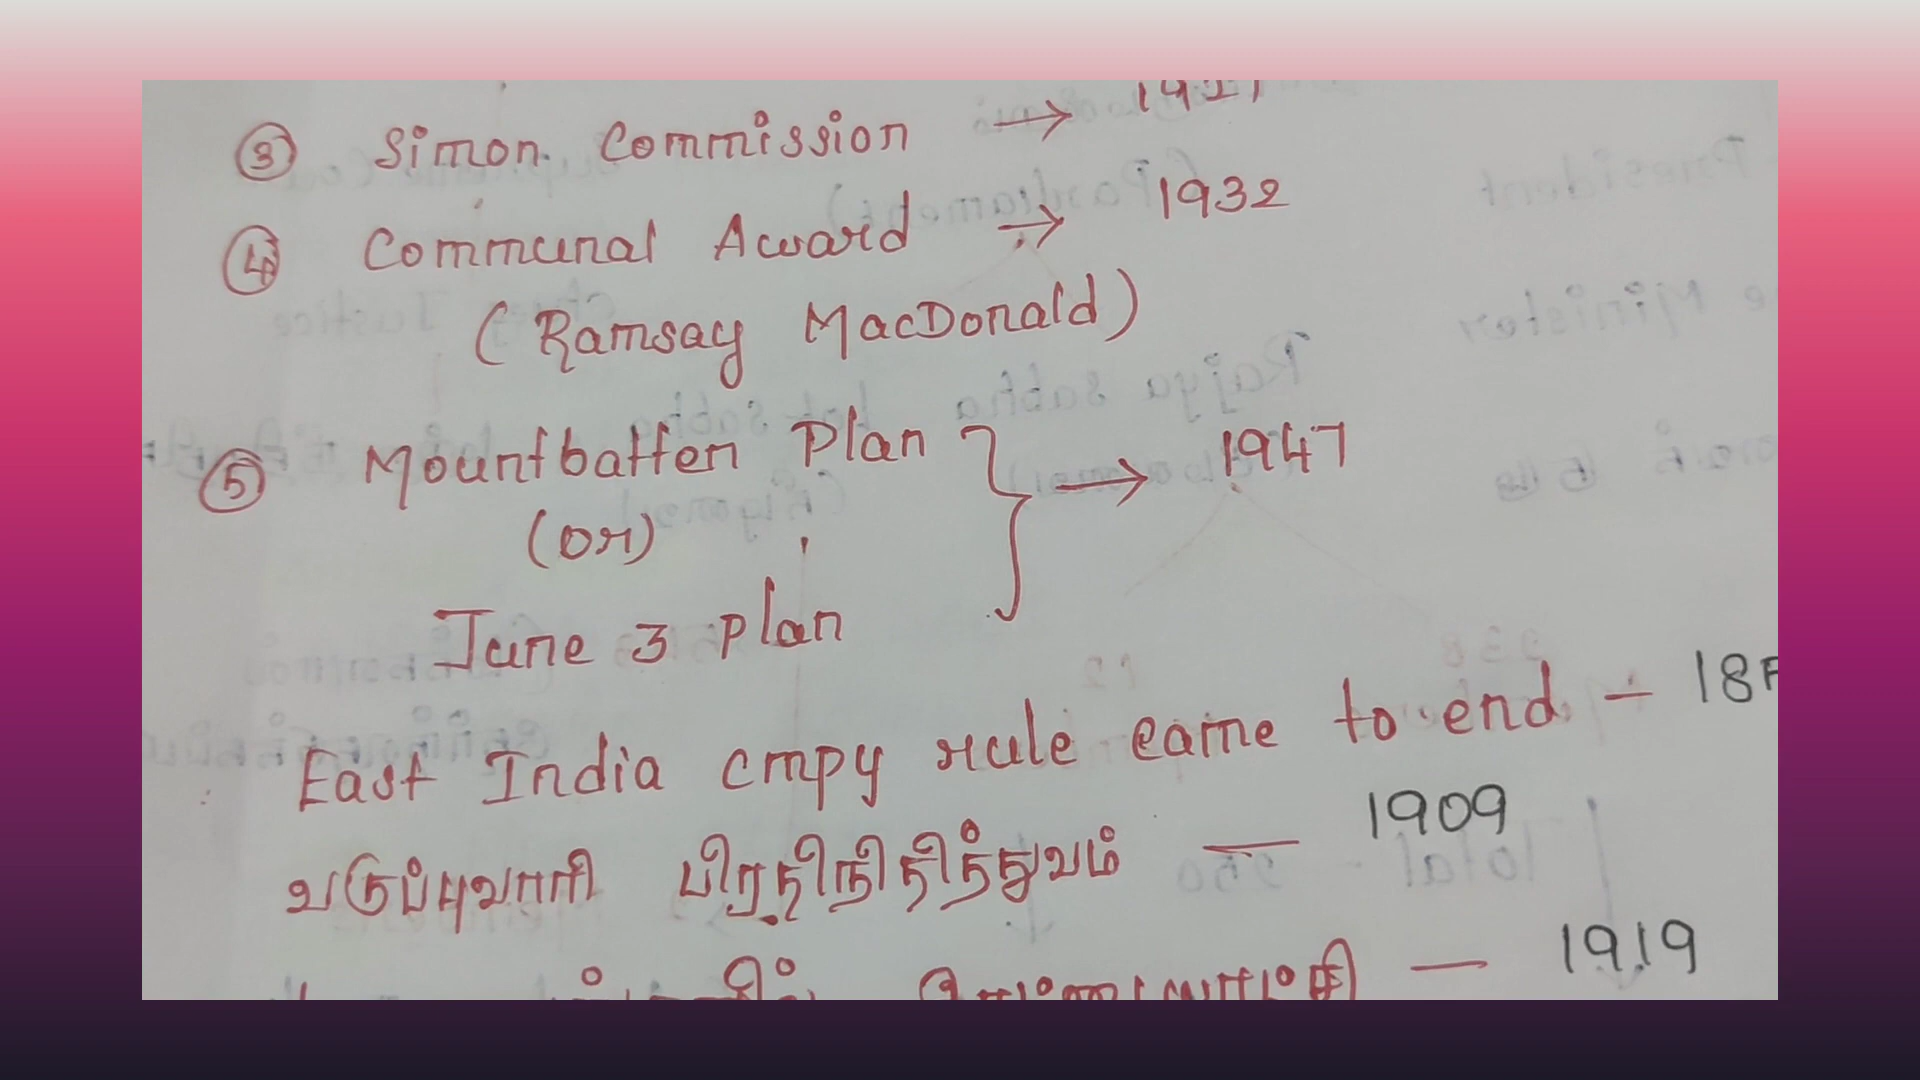 ③ Simon Commission →
④ Communal Award → 1932
(Ramsay MacDonald)
⑤ Mountbatten Plan } → 1947
(or)
June 3 plan
East India cmpy rule came to end –
வகுப்புவாரி பிரதிநிதித்துவம் — 1909
— 1919